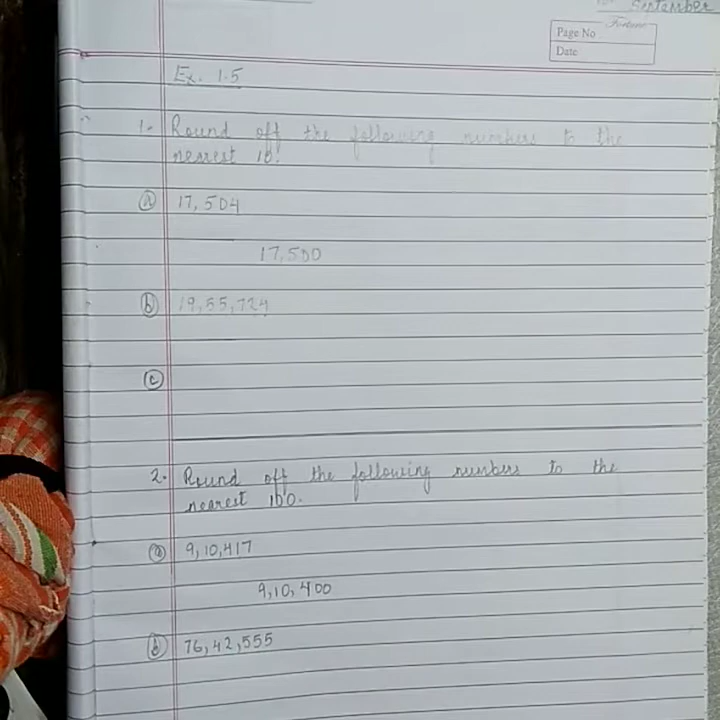 September
Page No
Date
Ex. 1.5
1. Round off the following numbers to the
nearest 10.
(a) 17,504
17,500
(b) 19,55,724
(c)
2. Round off the following numbers to the
nearest 100.
(a) 9,10,417
9,10,400
(b) 76,42,555